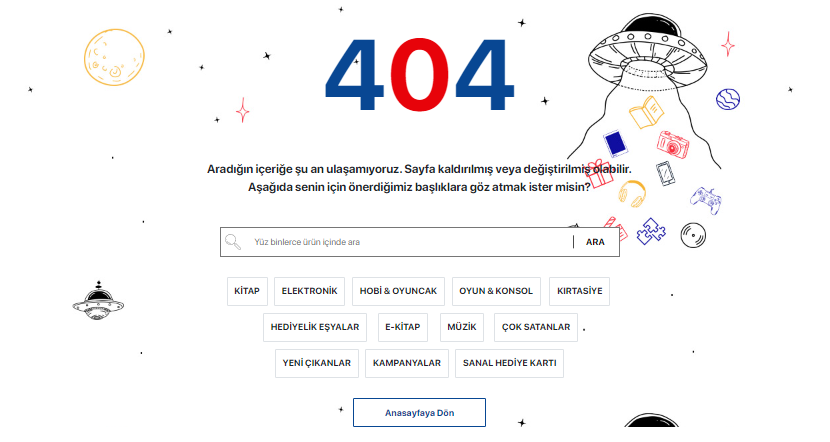 404
Aradığın içeriğe şu an ulaşamıyoruz. Sayfa kaldırılmış veya değiştirilmiş olabilir.
Aşağıda senin için önerdiğimiz başlıklara göz atmak ister misin?
Yüz binlerce ürün içinde ara
ARA
KİTAP ELEKTRONİK HOBİ & OYUNCAK OYUN & KONSOL KIRTASİYE
HEDİYELİK EŞYALAR E-KİTAP MÜZİK ÇOK SATANLAR
YENİ ÇIKANLAR KAMPANYALAR SANAL HEDİYE KARTI
Anasayfaya Dön